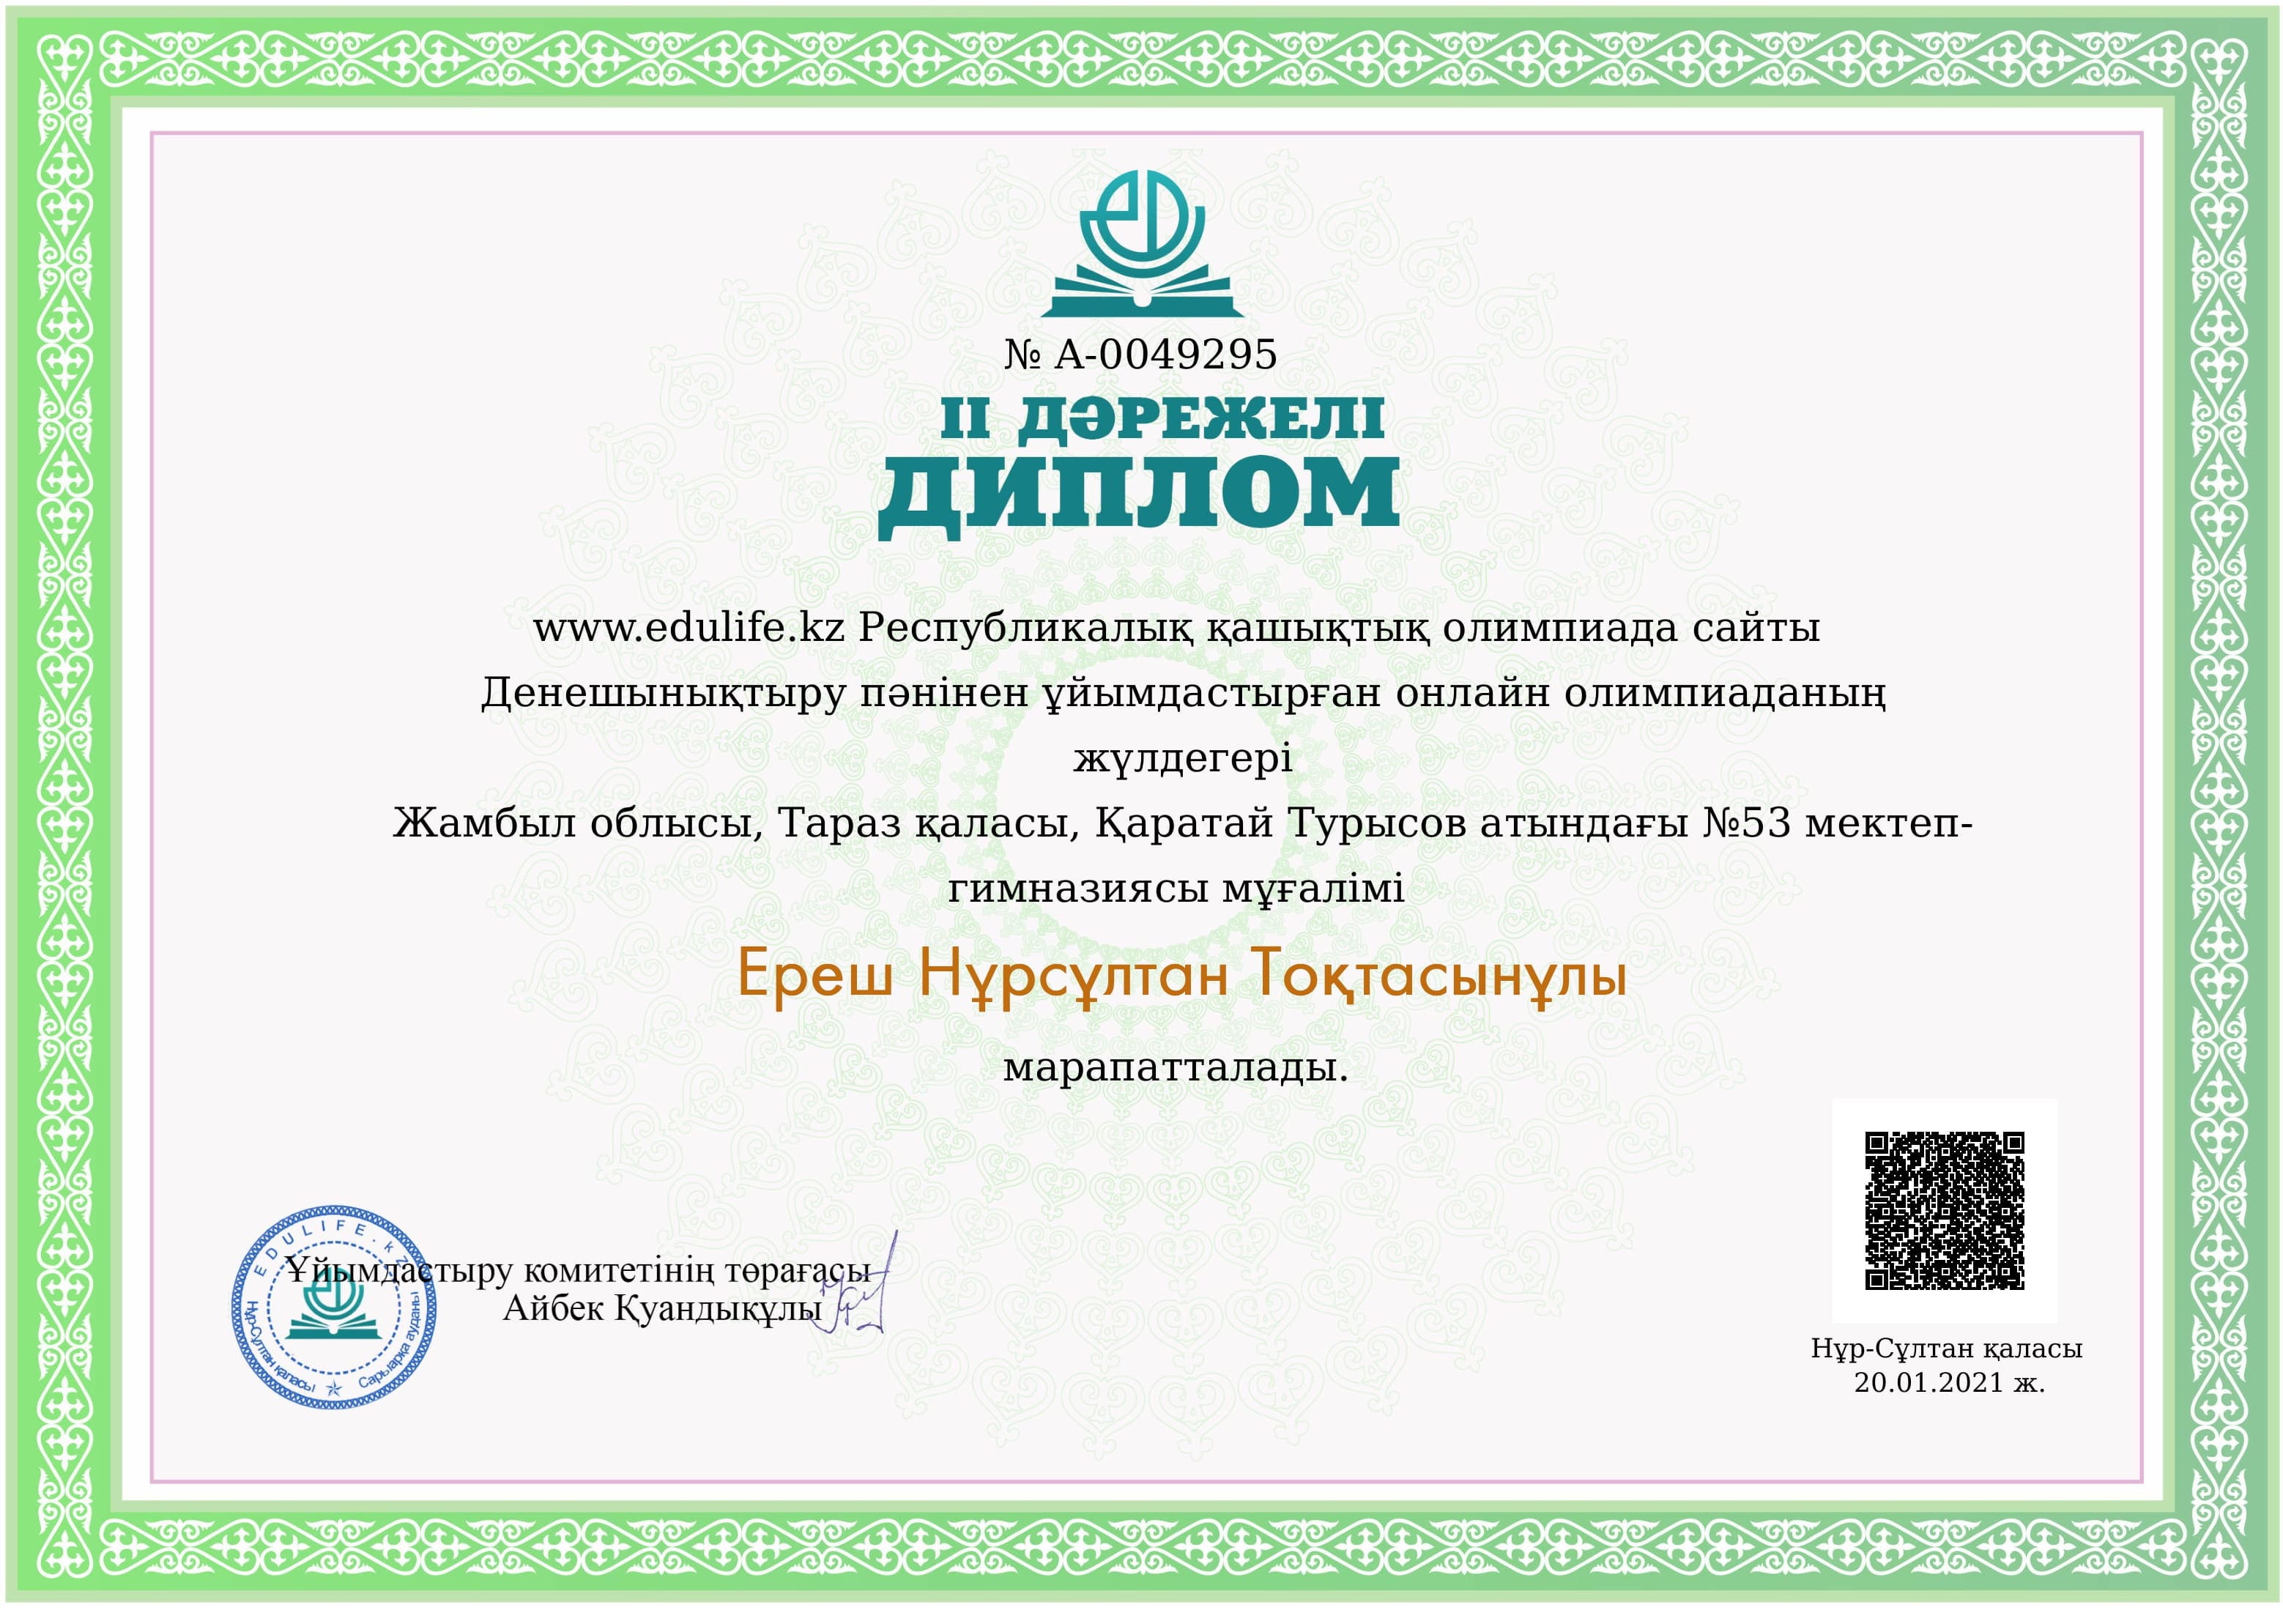 № А-0049295
ІІ ДӘРЕЖЕЛІ
ДИПЛОМ
www.edulife.kz Республикалық қашықтық олимпиада сайты
Денешынықтыру пәнінен ұйымдастырған онлайн олимпиаданың
жүлдегері
Жамбыл облысы, Тараз қаласы, Қаратай Турысов атындағы №53 мектеп-
гимназиясы мұғалімі
Ереш Нұрсұлтан Тоқтасынұлы
марапатталады.
Ұйымдастыру комитетінің төрағасы
Айбек Қуандықұлы
EDULIFE.kz
Нұр-Сұлтан қаласы
Сарыарқа ауданы
Нұр-Сұлтан қаласы
20.01.2021 ж.